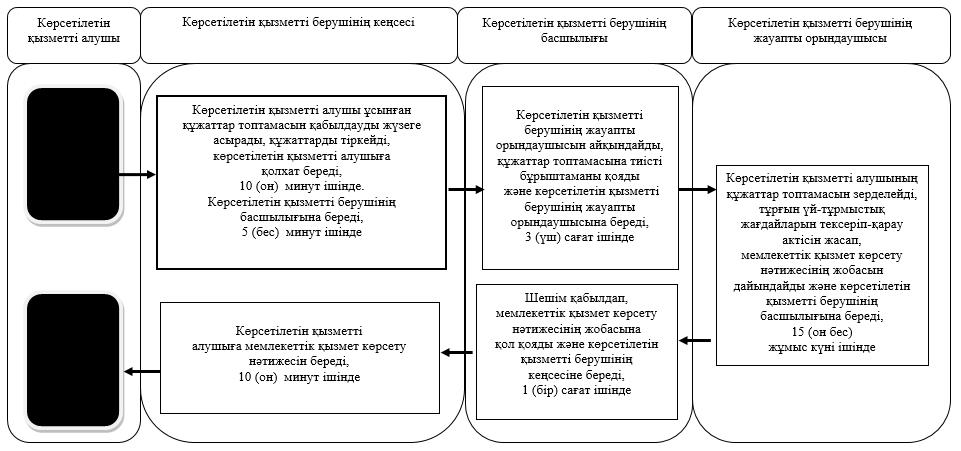 Көрсетілетін
қызметті алушы
Көрсетілетін қызметті берушінің кеңсесі
Көрсетілетін қызметті берушінің
басшылығы
Көрсетілетін қызметті берушінің
жауапты орындаушысы
Көрсетілетін қызметті алушы ұсынған
құжаттар топтамасын қабылдауды жүзеге
асырады, құжаттарды тіркейді,
көрсетілетін қызметті алушыға
қолхат береді,
10 (он) минут ішінде.
Көрсетілетін қызметті берушінің
басшылығына береді,
5 (бес) минут ішінде
Көрсетілетін қызметті
берушінің жауапты
орындаушысын айқындайды,
құжаттар топтамасына тиісті
бұрыштаманы қояды
және көрсетілетін қызметті
берушінің жауапты
орындаушысына береді,
3 (үш) сағат ішінде
Көрсетілетін қызметті алушының
құжаттар топтамасын зерделейді,
тұрғын үй-тұрмыстық
жағдайларын тексеріп-қарау
актісін жасап,
мемлекеттік қызмет көрсету
нәтижесінің жобасын
дайындайды және көрсетілетін
қызметті берушінің
басшылығына береді,
15 (он бес)
жұмыс күні ішінде
Шешім қабылдап,
мемлекеттік қызмет көрсету
нәтижесінің жобасына
қол қояды және көрсетілетін
қызметті берушінің
кеңсесіне береді,
1 (бір) сағат ішінде
Көрсетілетін қызметті
алушыға мемлекеттік қызмет көрсету
нәтижесін береді,
10 (он) минут ішінде